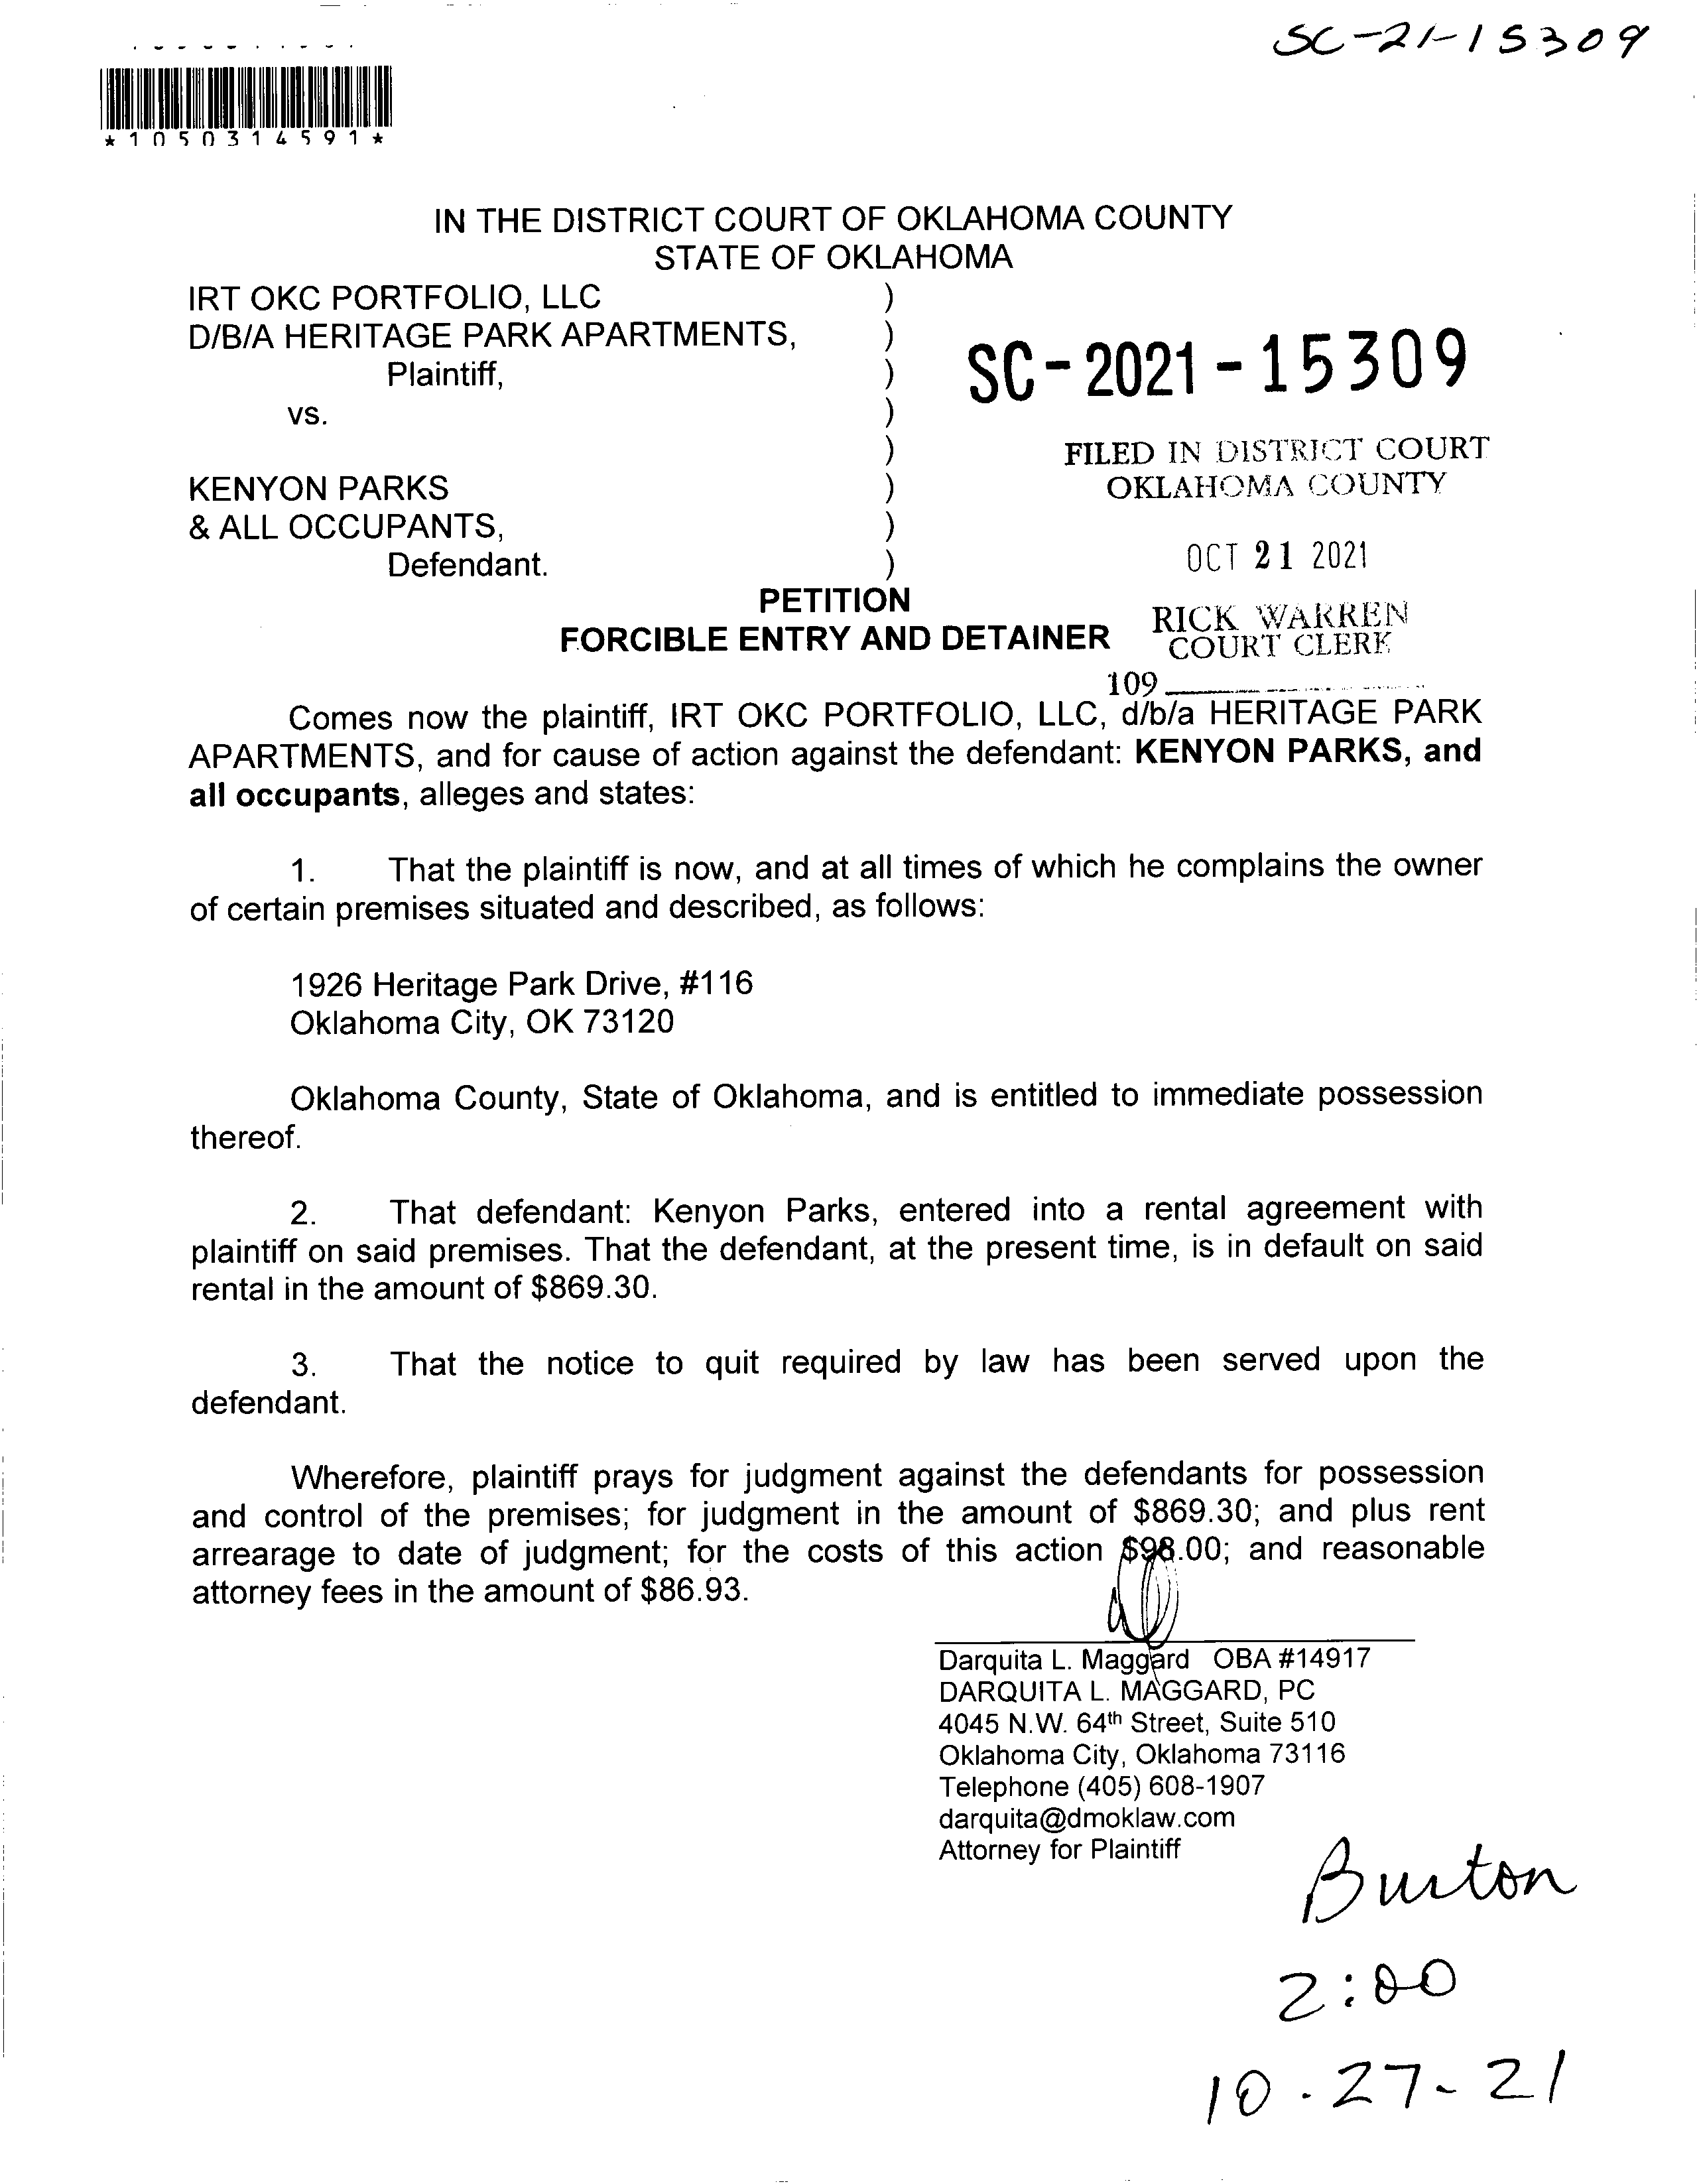 SC-21-15309
*1050314591*
IN THE DISTRICT COURT OF OKLAHOMA COUNTY
STATE OF OKLAHOMA
IRT OKC PORTFOLIO, LLC )
D/B/A HERITAGE PARK APARTMENTS, )
Plaintiff, )
vs. )
)
KENYON PARKS )
& ALL OCCUPANTS, )
Defendant. )
SC-2021-15309
FILED IN DISTRICT COURT
OKLAHOMA COUNTY
OCT 21 2021
RICK WARREN
COURT CLERK
109
PETITION
FORCIBLE ENTRY AND DETAINER
Comes now the plaintiff, IRT OKC PORTFOLIO, LLC, d/b/a HERITAGE PARK
APARTMENTS, and for cause of action against the defendant: KENYON PARKS, and
all occupants, alleges and states:
1. That the plaintiff is now, and at all times of which he complains the owner
of certain premises situated and described, as follows:
1926 Heritage Park Drive, #116
Oklahoma City, OK 73120
Oklahoma County, State of Oklahoma, and is entitled to immediate possession
thereof.
2. That defendant: Kenyon Parks, entered into a rental agreement with
plaintiff on said premises. That the defendant, at the present time, is in default on said
rental in the amount of $869.30.
3. That the notice to quit required by law has been served upon the
defendant.
Wherefore, plaintiff prays for judgment against the defendants for possession
and control of the premises; for judgment in the amount of $869.30; and plus rent
arrearage to date of judgment; for the costs of this action $98.00; and reasonable
attorney fees in the amount of $86.93.
Darquita L. Maggard OBA #14917
DARQUITA L. MAGGARD, PC
4045 N.W. 64th Street, Suite 510
Oklahoma City, Oklahoma 73116
Telephone (405) 608-1907
darquita@dmoklaw.com
Attorney for Plaintiff
Burton
2:00
10-27-21